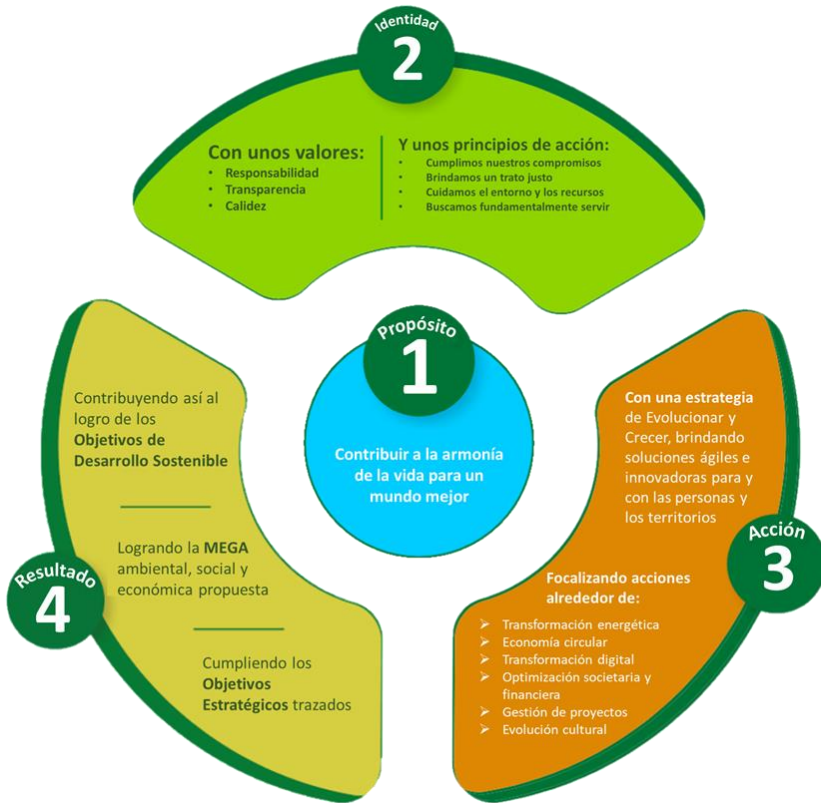 Propósito
1
Contribuir a la armonía
de la vida para un
mundo mejor
Identidad
2
Con unos valores:
• Responsabilidad
• Transparencia
• Calidez
Y unos principios de acción:
• Cumplimos nuestros compromisos
• Brindamos un trato justo
• Cuidamos el entorno y los recursos
• Buscamos fundamentalmente servir
Acción
3
Con una estrategia
de Evolucionar y
Crecer, brindando
soluciones ágiles e
innovadoras para y
con las personas y
los territorios
Focalizando acciones
alrededor de:
➢ Transformación energética
➢ Economía circular
➢ Transformación digital
➢ Optimización societaria y
financiera
➢ Gestión de proyectos
➢ Evolución cultural
Resultado
4
Contribuyendo así al
logro de los
Objetivos de
Desarrollo Sostenible
Logrando la MEGA
ambiental, social y
económica propuesta
Cumpliendo los
Objetivos
Estratégicos trazados